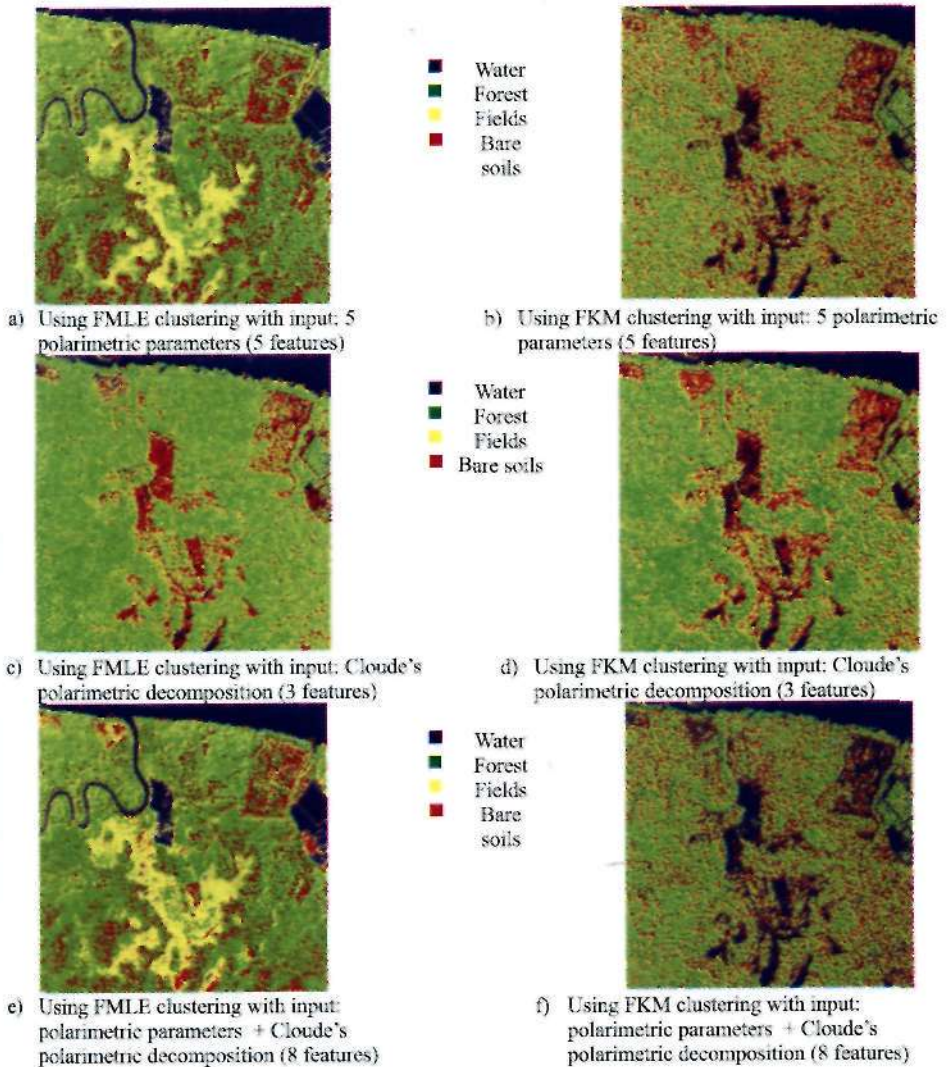 Water
Forest
Fields
Bare
soils
a) Using FMLE clustering with input: 5
polarimetric parameters (5 features)
b) Using FKM clustering with input: 5 polarimetric
parameters (5 features)
Water
Forest
Fields
Bare soils
c) Using FMLE clustering with input: Cloude's
polarimetric decomposition (3 features)
d) Using FKM clustering with input: Cloude's
polarimetric decomposition (3 features)
Water
Forest
Fields
Bare
soils
e) Using FMLE clustering with input:
polarimetric parameters + Cloude's
polarimetric decomposition (8 features)
f) Using FKM clustering with input:
polarimetric parameters + Cloude's
polarimetric decomposition (8 features)